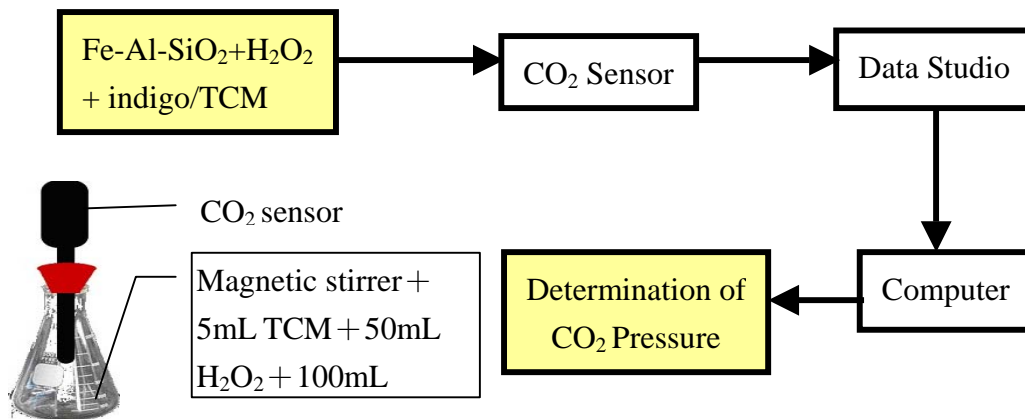 Fe-Al-SiO₂+H₂O₂
+ indigo/TCM
CO₂ Sensor
Data Studio
CO₂ sensor
Magnetic stirrer＋
5mL TCM＋50mL
H₂O₂＋100mL
Determination of
CO₂ Pressure
Computer